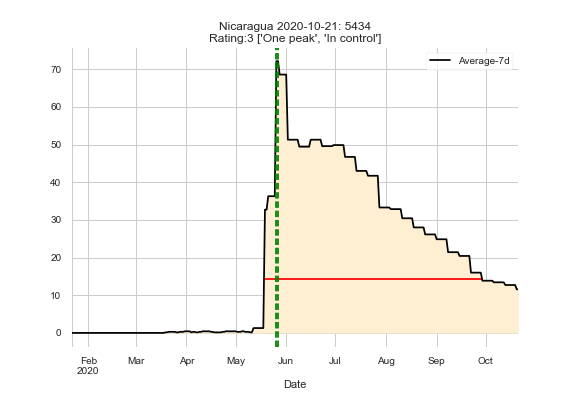 Nicaragua 2020-10-21: 5434
Rating:3 ['One peak', 'In control']
Average-7d
70
60
50
40
30
20
10
0
Feb Mar Apr May Jun Jul Aug Sep Oct
2020
Date